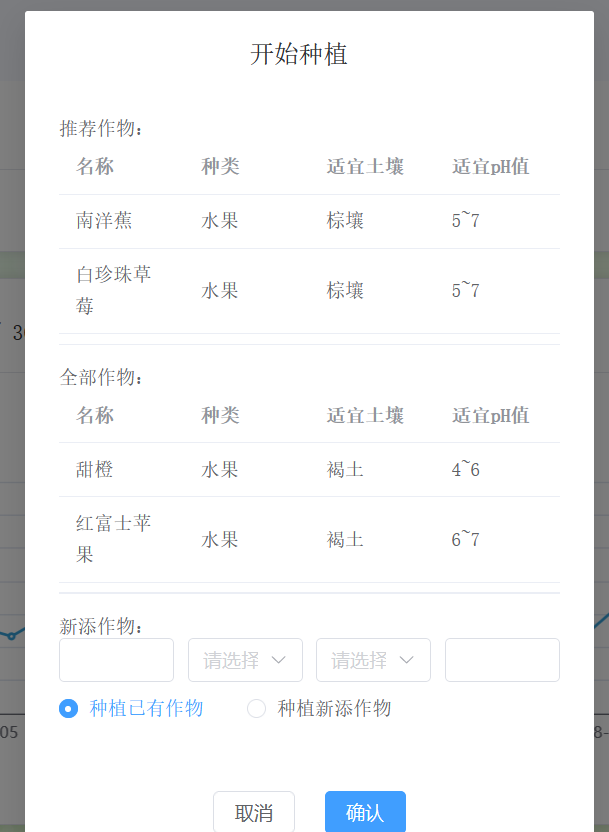 开始种植
推荐作物：
名称 种类 适宜土壤 适宜pH值
南洋蕉 水果 棕壤 5~7
白珍珠草
莓 水果 棕壤 5~7
全部作物：
名称 种类 适宜土壤 适宜pH值
甜橙 水果 褐土 4~6
红富士苹
果 水果 褐土 6~7
新添作物：
请选择 请选择
种植已有作物 种植新添作物
05
取消 确认